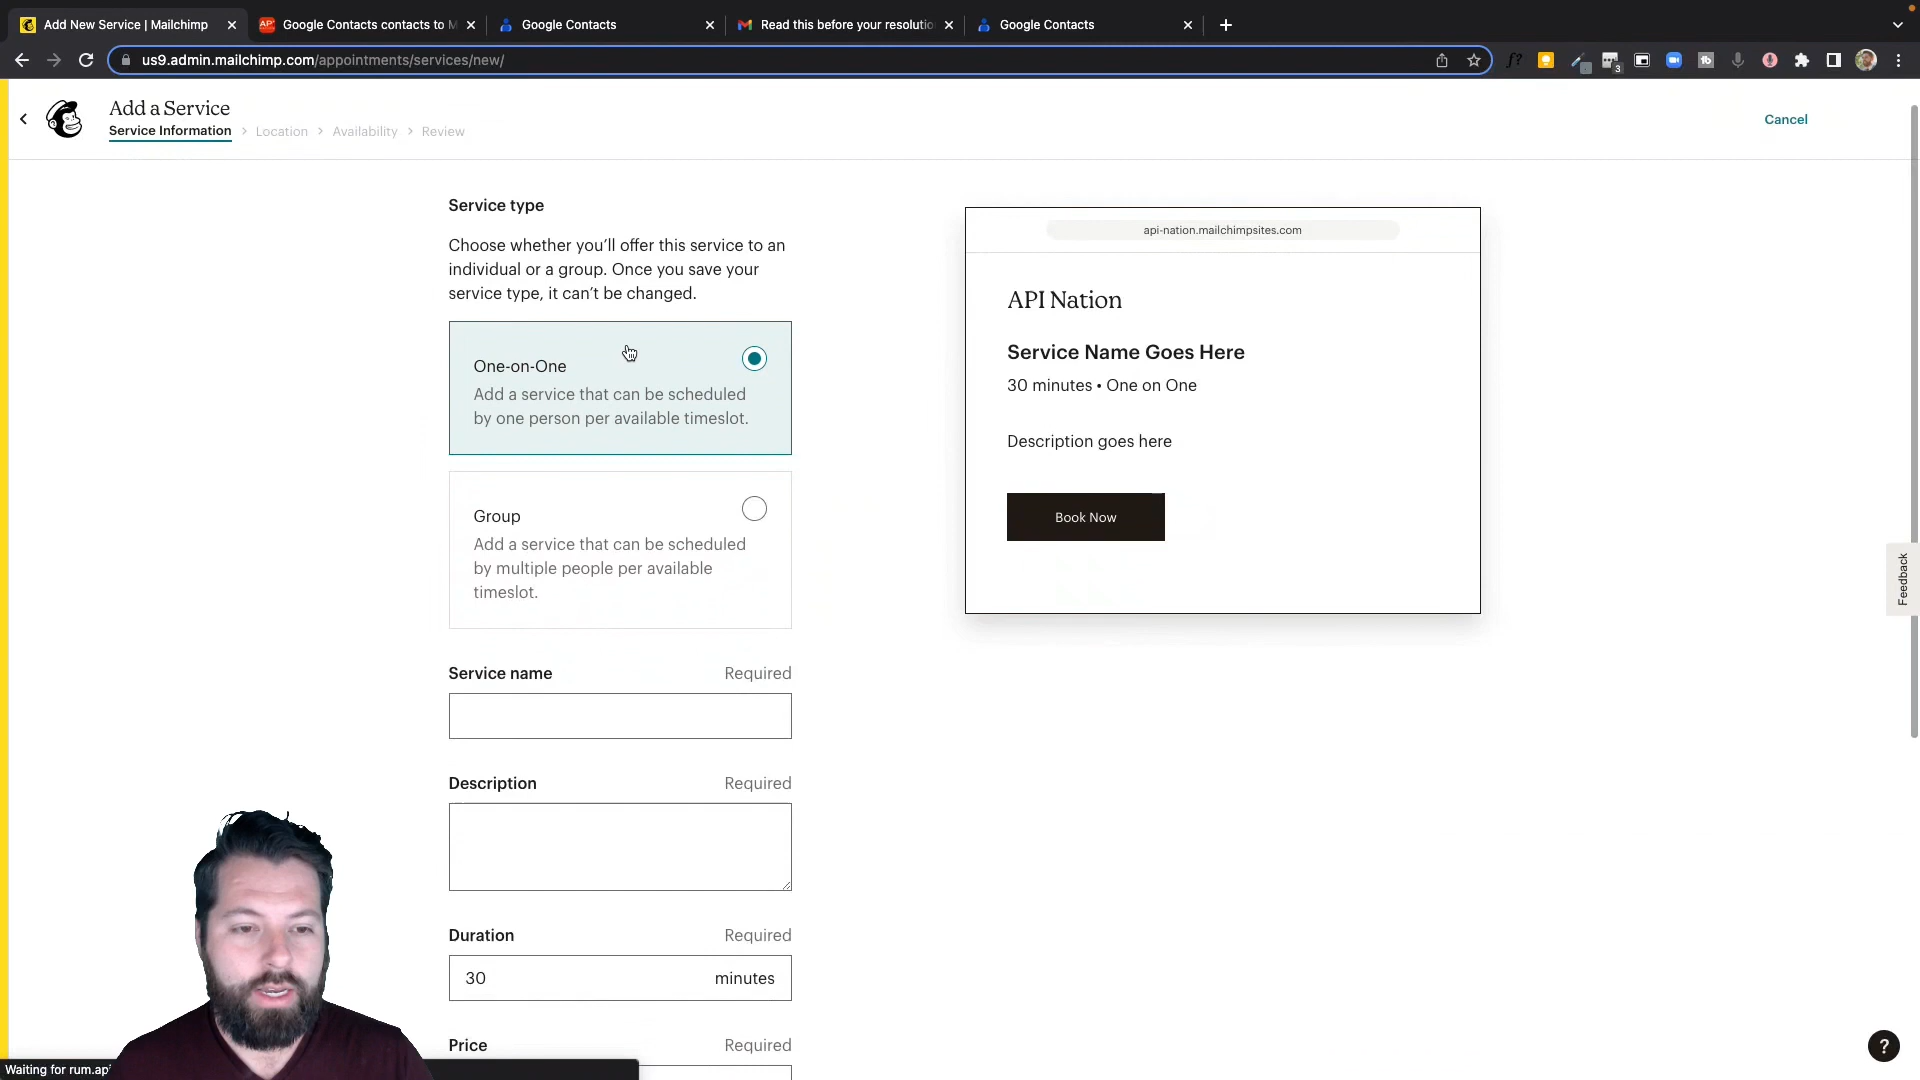 Add New Service | Mailchimp
Google Contacts contacts to M
Google Contacts
Read this before your resolutio
Google Contacts
us9.admin.mailchimp.com/appointments/services/new/
Add a Service
Service Information > Location > Availability > Review
Cancel
Service type
Choose whether you’ll offer this service to an
individual or a group. Once you save your
service type, it can’t be changed.
One-on-One
Add a service that can be scheduled
by one person per available timeslot.
Group
Add a service that can be scheduled
by multiple people per available
timeslot.
Service name Required
Description Required
Duration Required
30 minutes
Price Required
api-nation.mailchimpsites.com
API Nation
Service Name Goes Here
30 minutes • One on One
Description goes here
Book Now
Feedback
?
Waiting for rum.api